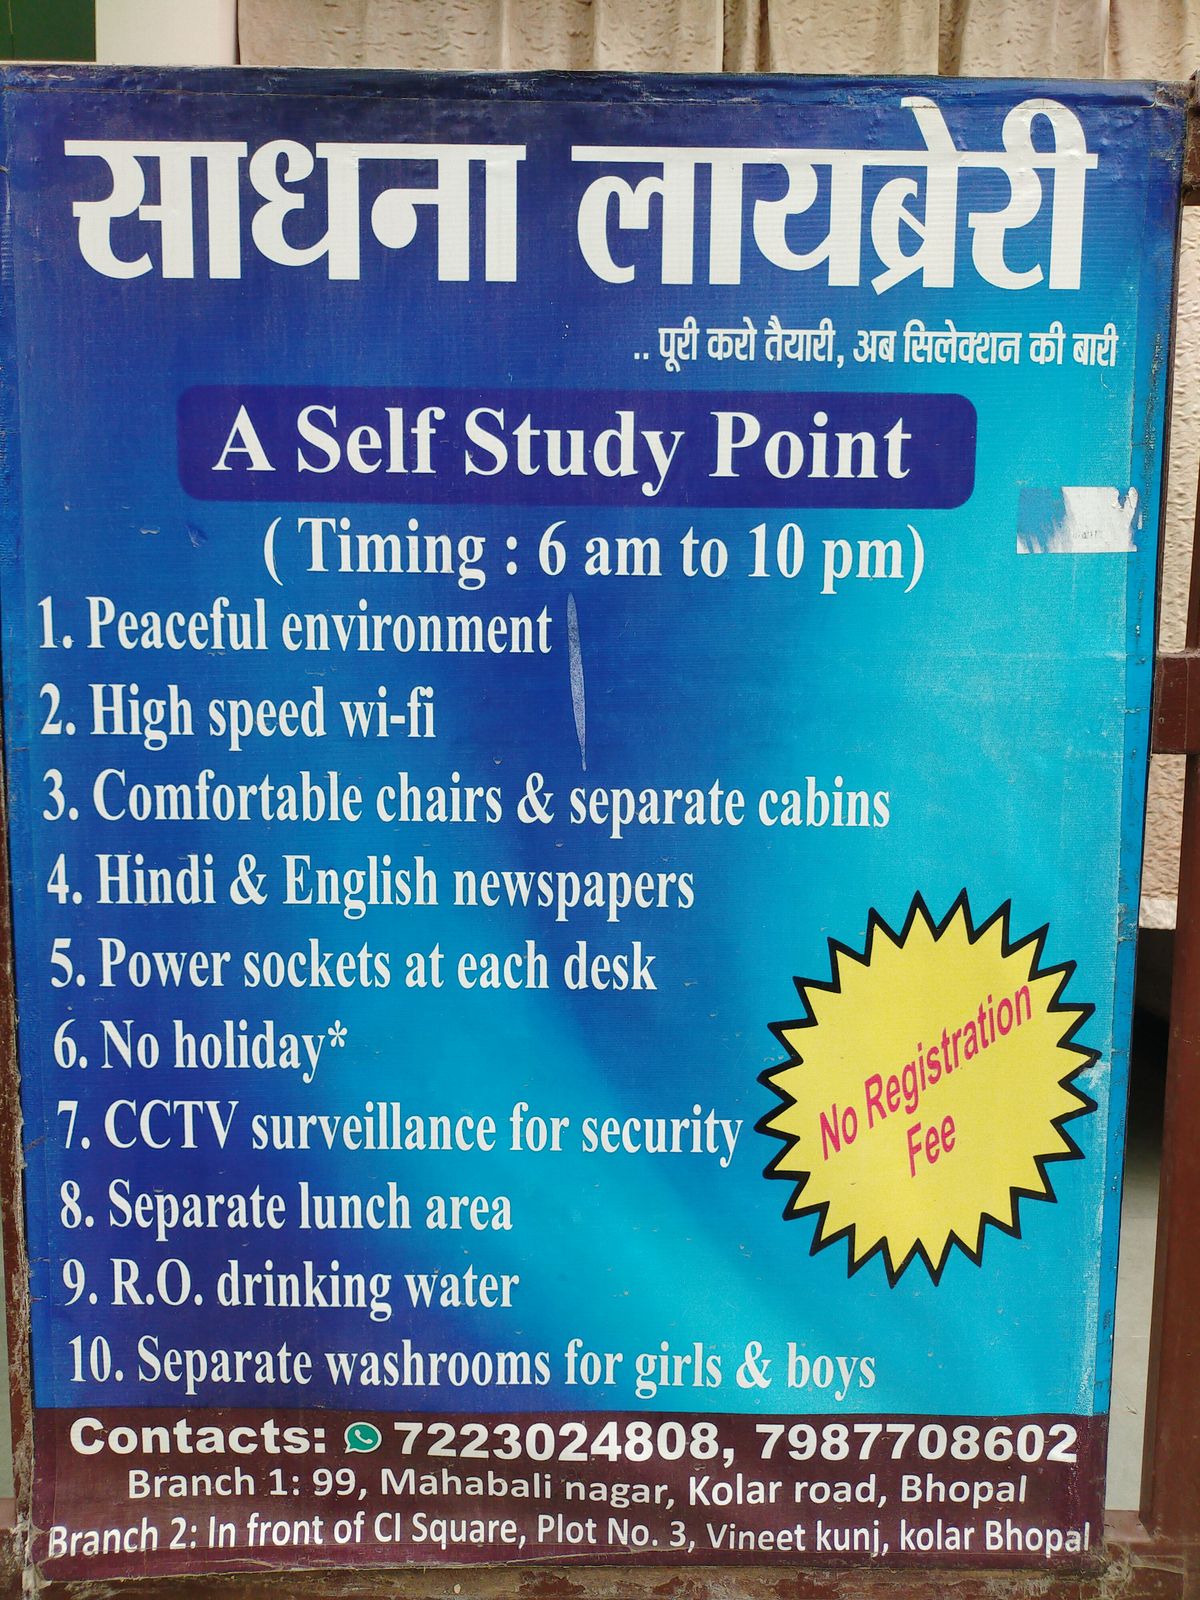 साधना लायब्रेरी
.. पूरी करो तैयारी, अब सिलेक्शन की बारी
A Self Study Point
( Timing : 6 am to 10 pm)
1. Peaceful environment
2. High speed wi-fi
3. Comfortable chairs & separate cabins
4. Hindi & English newspapers
5. Power sockets at each desk
6. No holiday*
7. CCTV surveillance for security
8. Separate lunch area
9. R.O. drinking water
10. Separate washrooms for girls & boys
No Registration
Fee
Contacts: 7223024808, 7987708602
Branch 1: 99, Mahabali nagar, Kolar road, Bhopal
Branch 2: In front of CI Square, Plot No. 3, Vineet kunj, kolar Bhopal